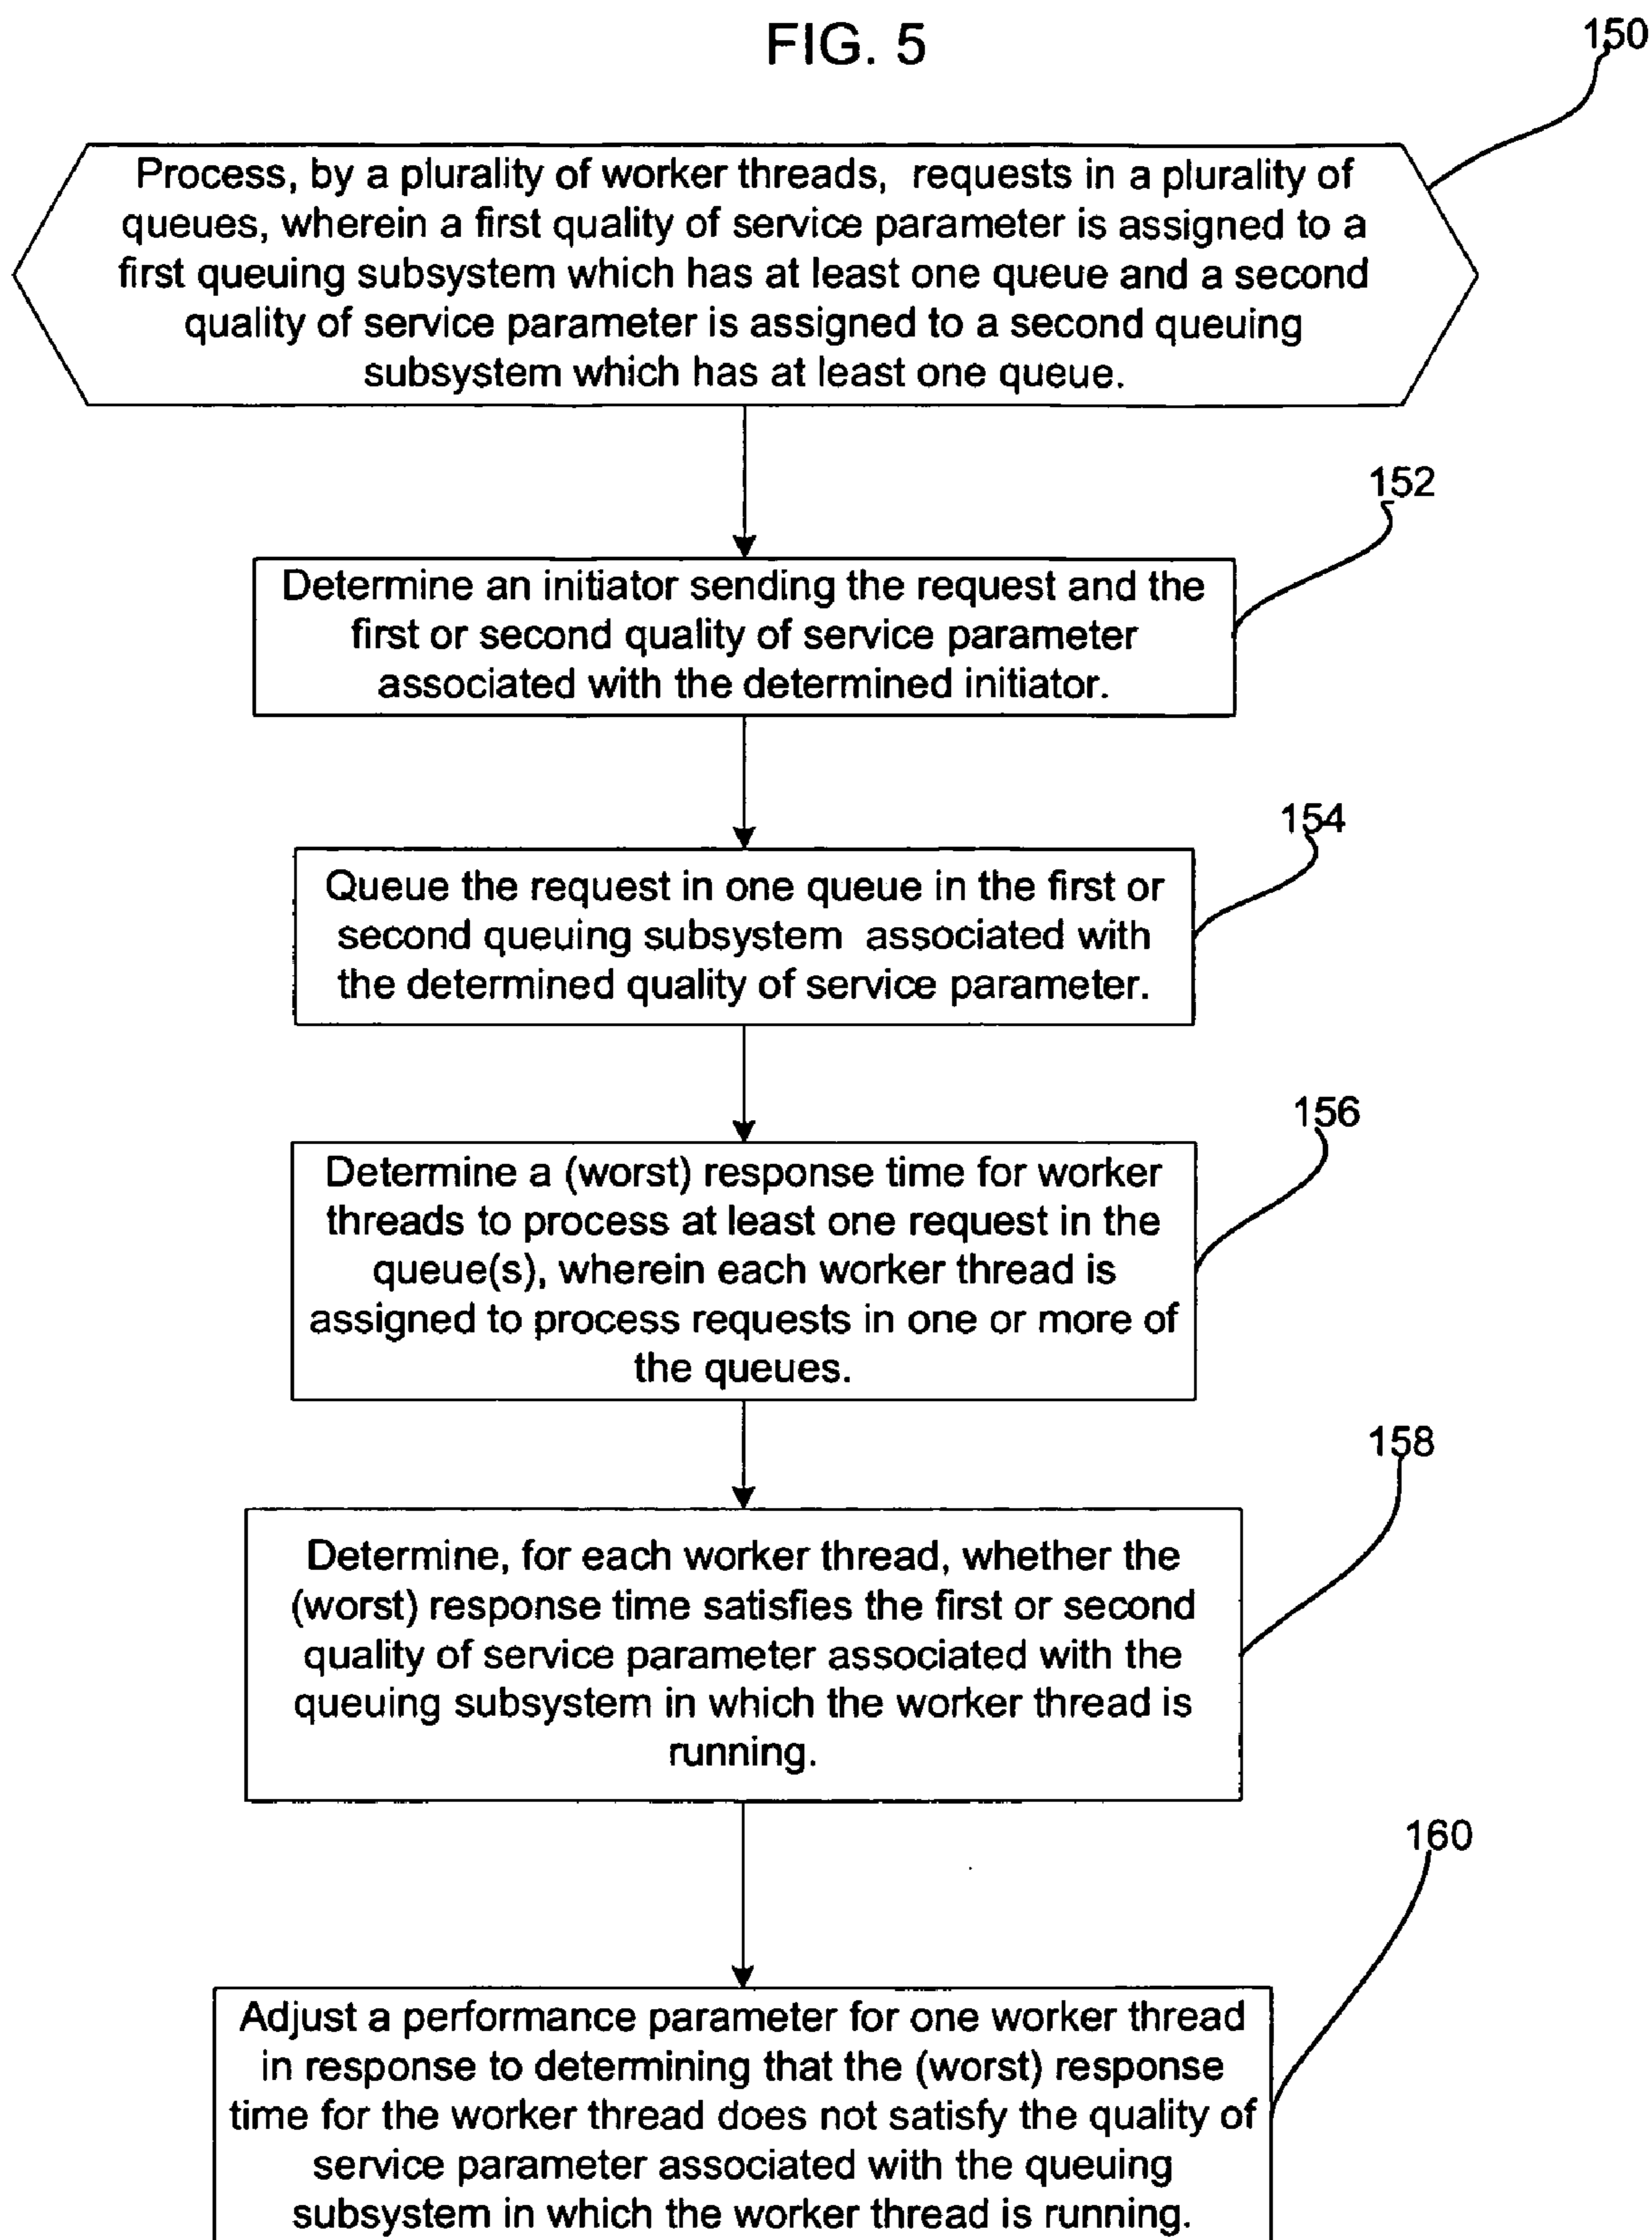 FIG. 5
150
Process, by a plurality of worker threads, requests in a plurality of
queues, wherein a first quality of service parameter is assigned to a
first queuing subsystem which has at least one queue and a second
quality of service parameter is assigned to a second queuing
subsystem which has at least one queue.
152
Determine an initiator sending the request and the
first or second quality of service parameter
associated with the determined initiator.
154
Queue the request in one queue in the first or
second queuing subsystem associated with
the determined quality of service parameter.
156
Determine a (worst) response time for worker
threads to process at least one request in the
queue(s), wherein each worker thread is
assigned to process requests in one or more of
the queues.
158
Determine, for each worker thread, whether the
(worst) response time satisfies the first or second
quality of service parameter associated with the
queuing subsystem in which the worker thread is
running.
160
Adjust a performance parameter for one worker thread
in response to determining that the (worst) response
time for the worker thread does not satisfy the quality of
service parameter associated with the queuing
subsystem in which the worker thread is running.